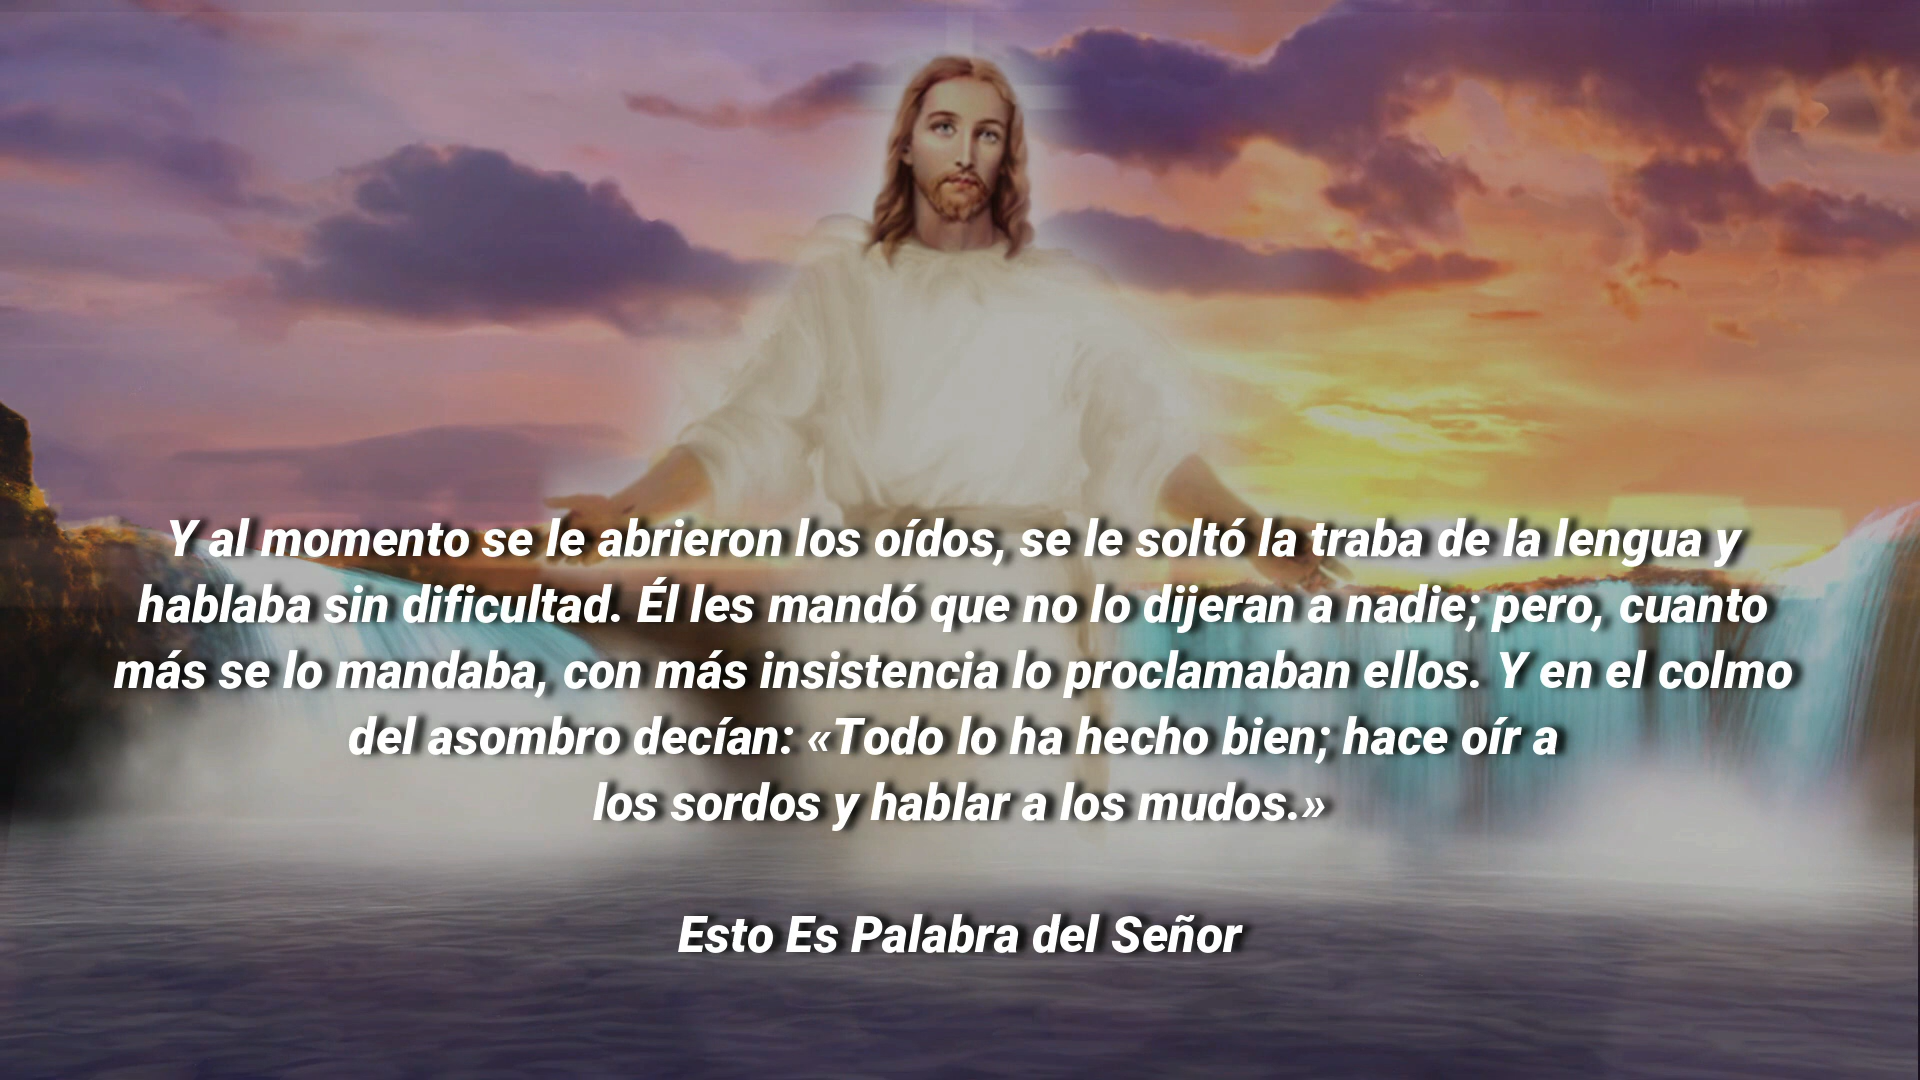 Y al momento se le abrieron los oídos, se le soltó la traba de la lengua y
hablaba sin dificultad. Él les mandó que no lo dijeran a nadie; pero, cuanto
más se lo mandaba, con más insistencia lo proclamaban ellos. Y en el colmo
del asombro decían: «Todo lo ha hecho bien; hace oír a
los sordos y hablar a los mudos.»
Esto Es Palabra del Señor